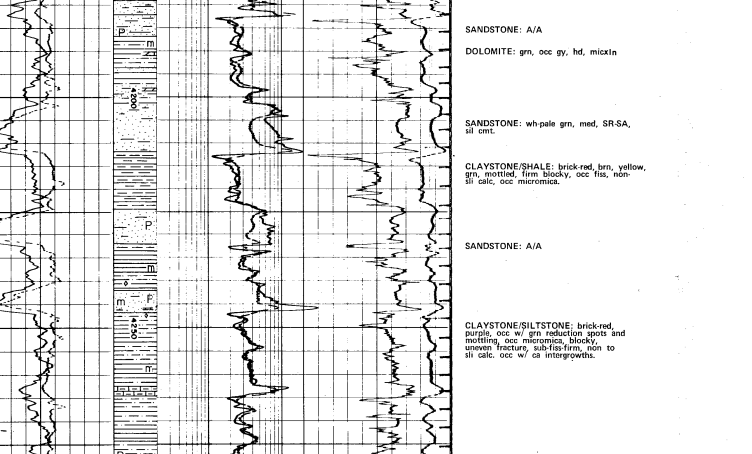 P
m
4200
SANDSTONE: A/A
DOLOMITE: grn, occ gy, hd, micxln
SANDSTONE: wh-pale grn, med, SR-SA,
sil cmt.
CLAYSTONE/SHALE: brick-red, brn, yellow,
grn, mottled, firm blocky, occ fiss, non-
sli calc, occ micromica.
P
SANDSTONE: A/A
m
m P
4250
CLAYSTONE/SILTSTONE: brick-red,
purple, occ w/ grn reduction spots and
mottling, occ micromica, blocky,
uneven fracture, sub-fiss-firm, non to
sli calc. occ w/ ca intergrowths.
m